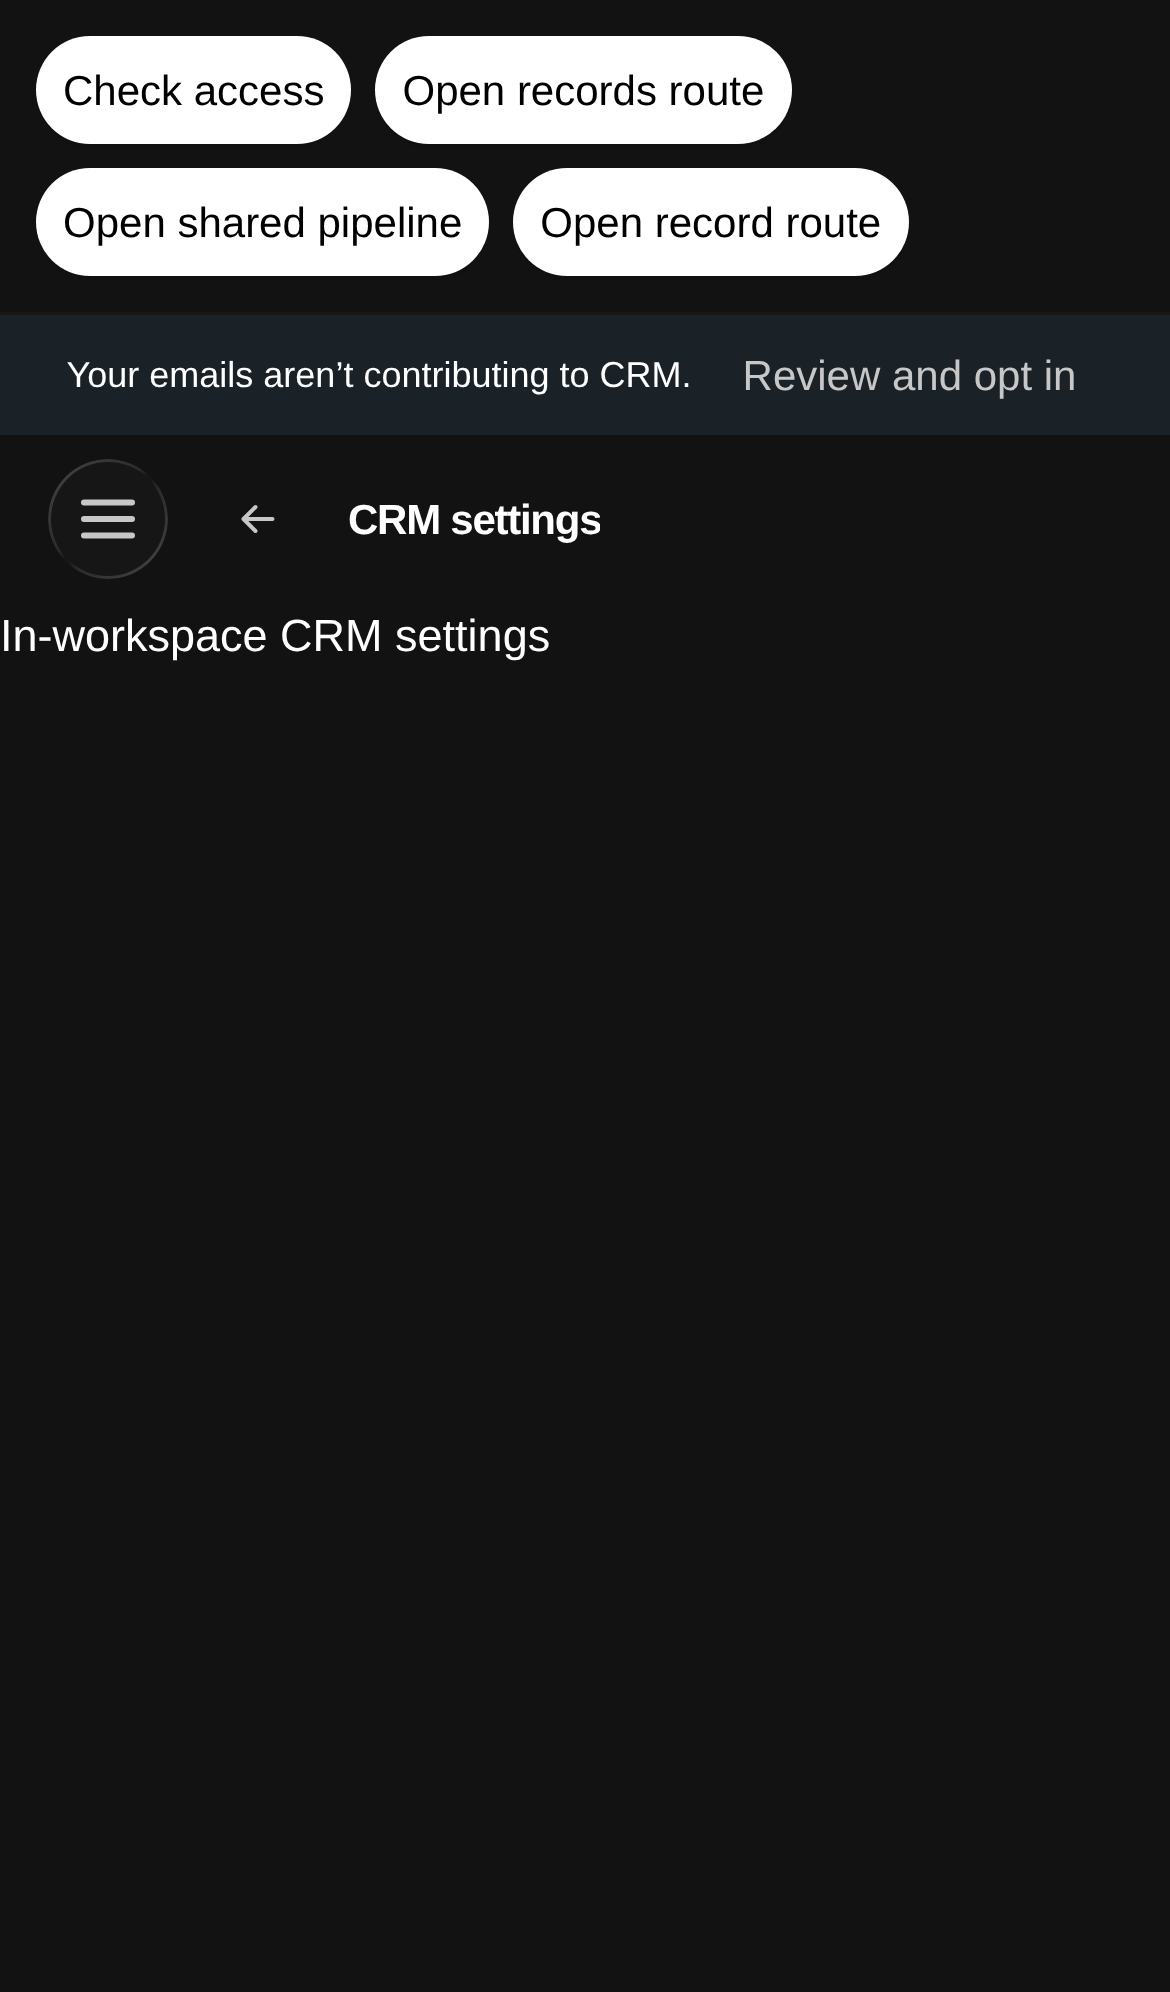 Check access
Open records route
Open shared pipeline
Open record route
Your emails aren’t contributing to CRM.
Review and opt in
CRM settings
In-workspace CRM settings